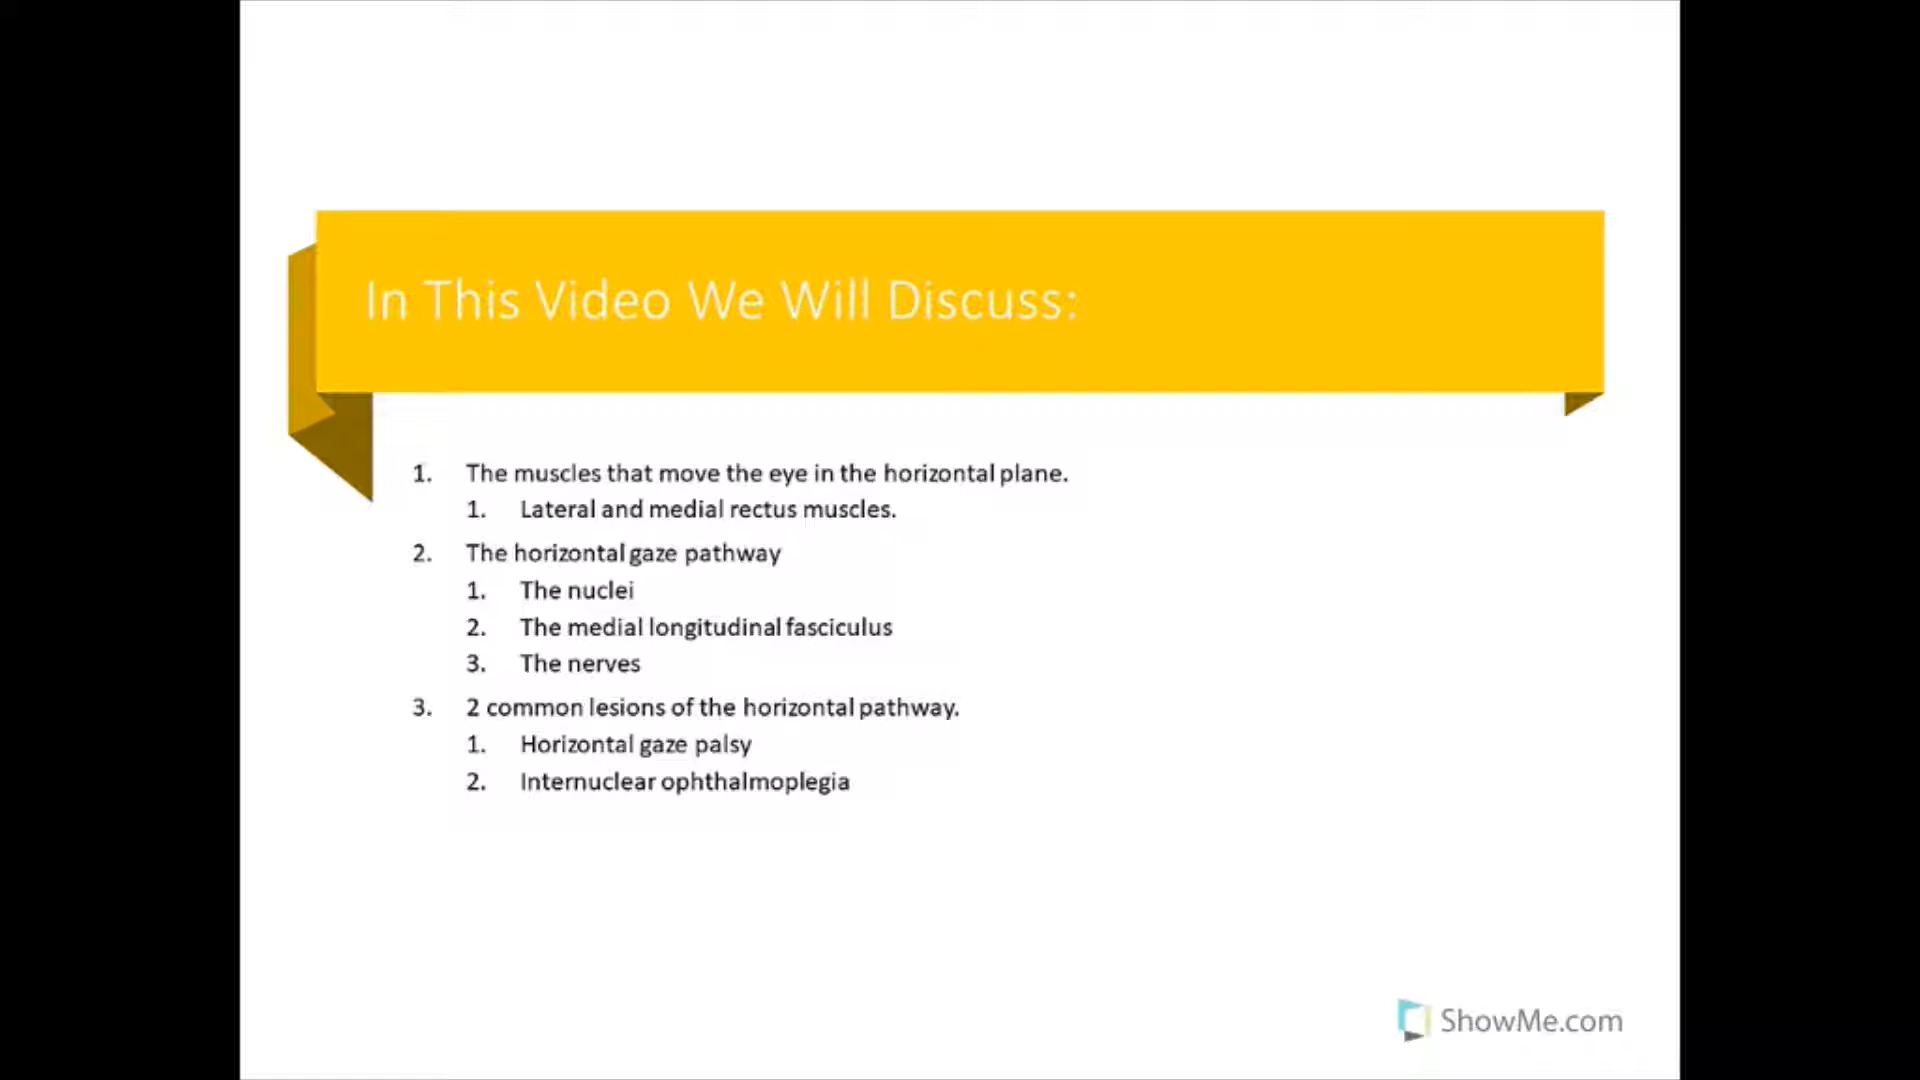 In This Video We Will Discuss:
1. The muscles that move the eye in the horizontal plane.
1. Lateral and medial rectus muscles.
2. The horizontal gaze pathway
1. The nuclei
2. The medial longitudinal fasciculus
3. The nerves
3. 2 common lesions of the horizontal pathway.
1. Horizontal gaze palsy
2. Internuclear ophthalmoplegia
ShowMe.com